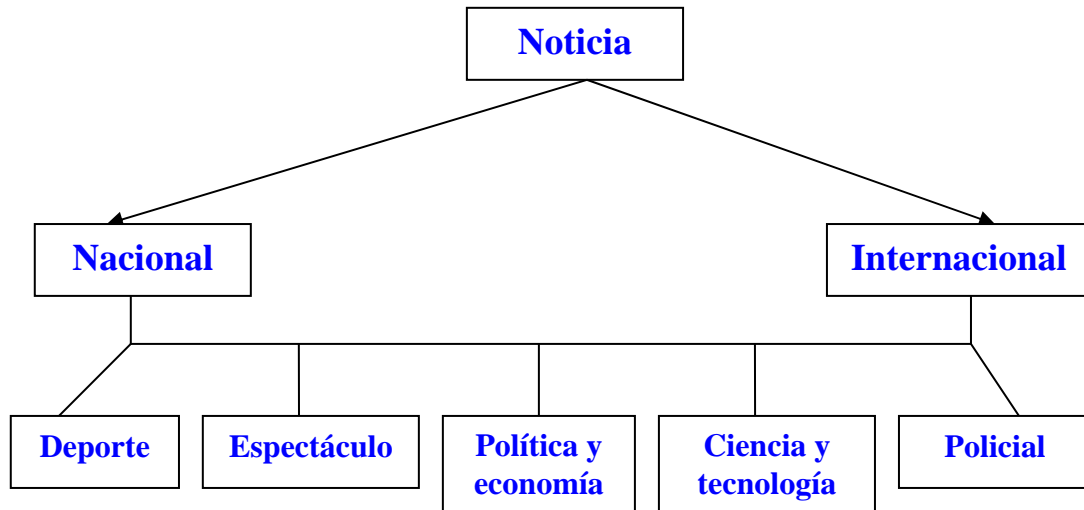 Noticia
Nacional
Internacional
Deporte
Espectáculo
Política y
economía
Ciencia y
tecnología
Policial